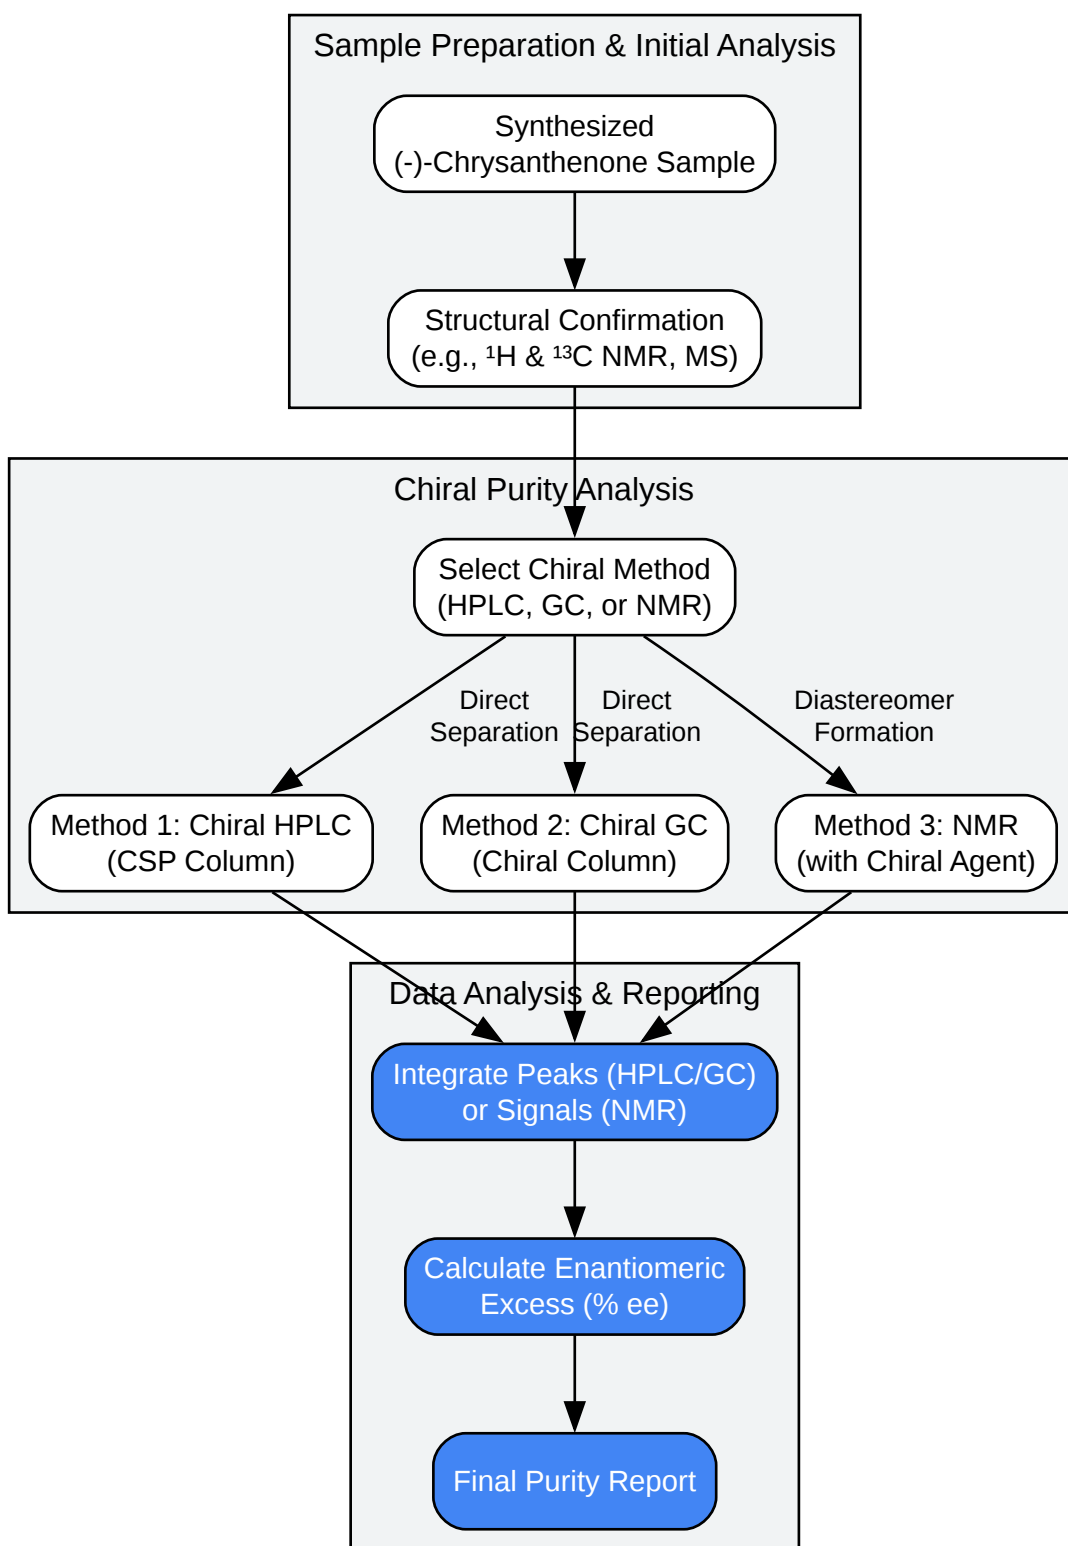 Sample Preparation & Initial Analysis
Synthesized
(-)-Chrysanthenone Sample
Structural Confirmation
(e.g., ¹H & ¹³C NMR, MS)
Chiral Purity Analysis
Select Chiral Method
(HPLC, GC, or NMR)
Direct
Separation
Direct
Separation
Diastereomer
Formation
Method 1: Chiral HPLC
(CSP Column)
Method 2: Chiral GC
(Chiral Column)
Method 3: NMR
(with Chiral Agent)
Data Analysis & Reporting
Integrate Peaks (HPLC/GC)
or Signals (NMR)
Calculate Enantiomeric
Excess (% ee)
Final Purity Report